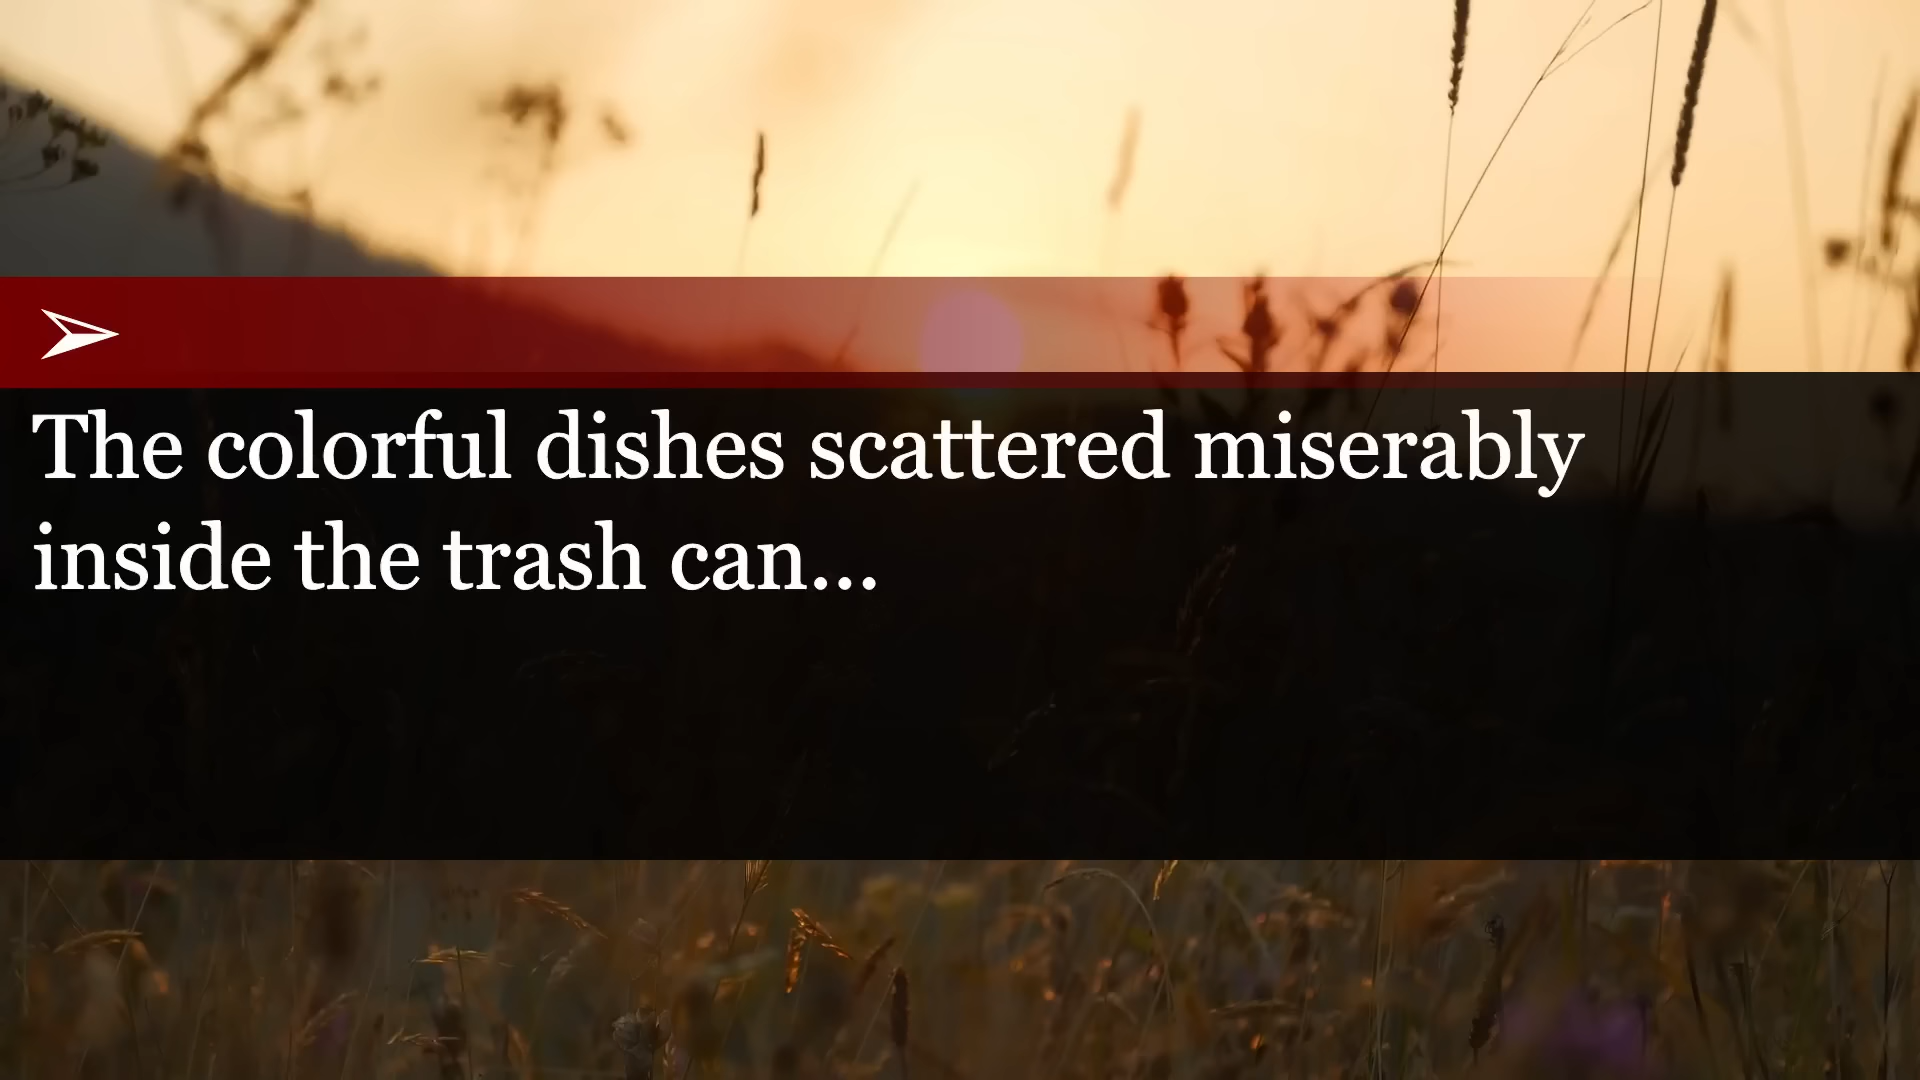 The colorful dishes scattered miserably
inside the trash can...